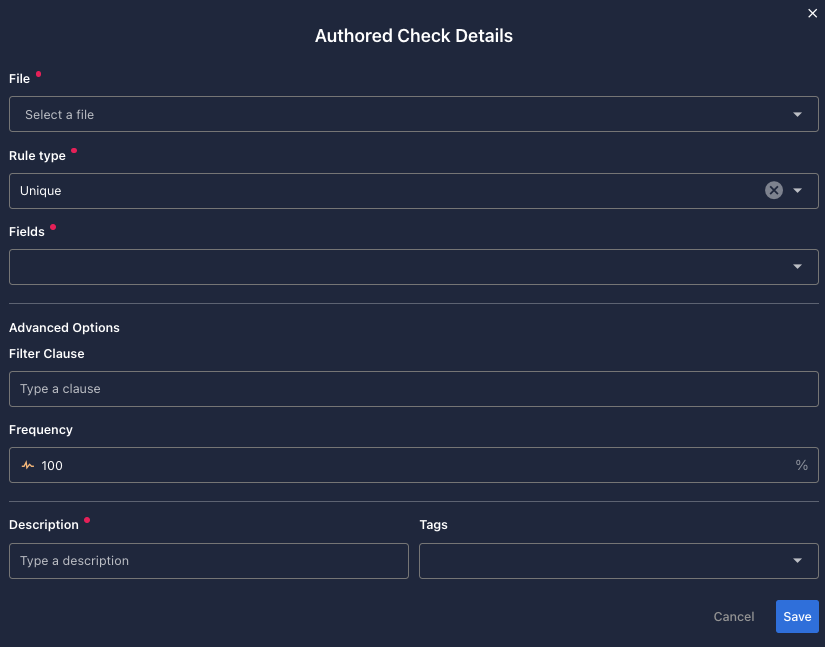 Authored Check Details
File
Select a file
Rule type
Unique
Fields
Advanced Options
Filter Clause
Type a clause
Frequency
100 %
Description Tags
Type a description
Cancel Save